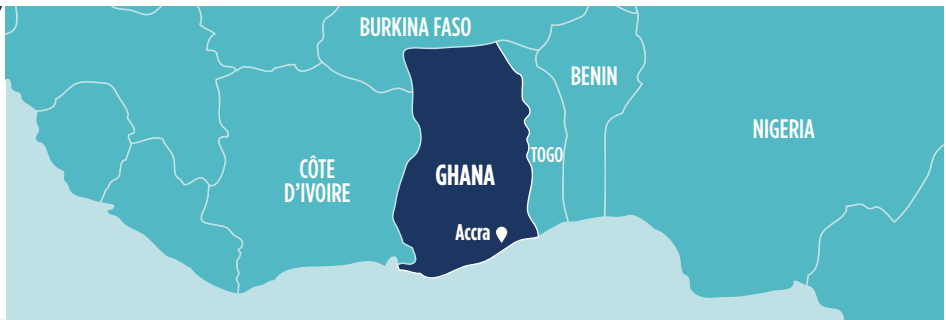 BURKINA FASO
BENIN
NIGERIA
TOGO
CÔTE
D'IVOIRE
GHANA
Accra